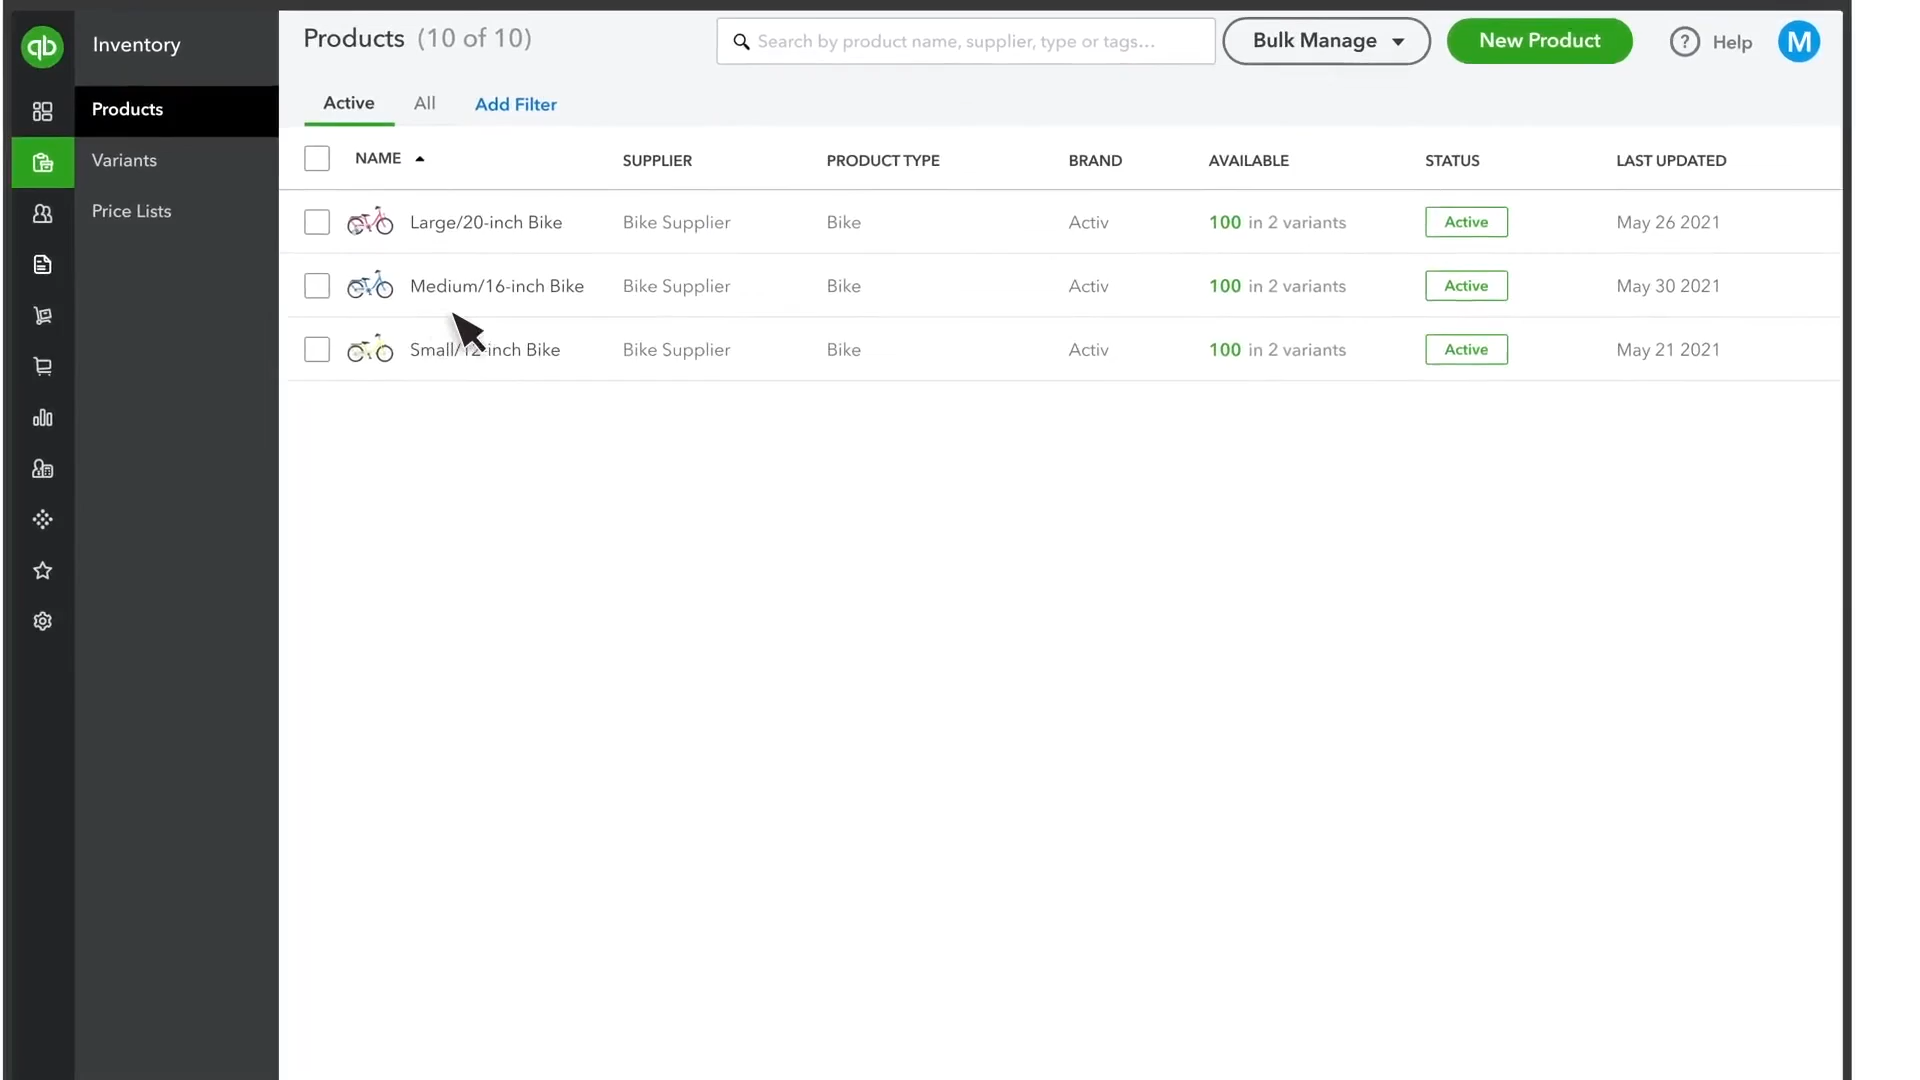 qb
Inventory
Products
Variants
Price Lists
Products (10 of 10)
Search by product name, supplier, type or tags...
Bulk Manage
New Product
? Help
M
Active All Add Filter
NAME SUPPLIER PRODUCT TYPE BRAND AVAILABLE STATUS LAST UPDATED
Large/20-inch Bike Bike Supplier Bike Activ 100 in 2 variants Active May 26 2021
Medium/16-inch Bike Bike Supplier Bike Activ 100 in 2 variants Active May 30 2021
Small/12-inch Bike Bike Supplier Bike Activ 100 in 2 variants Active May 21 2021